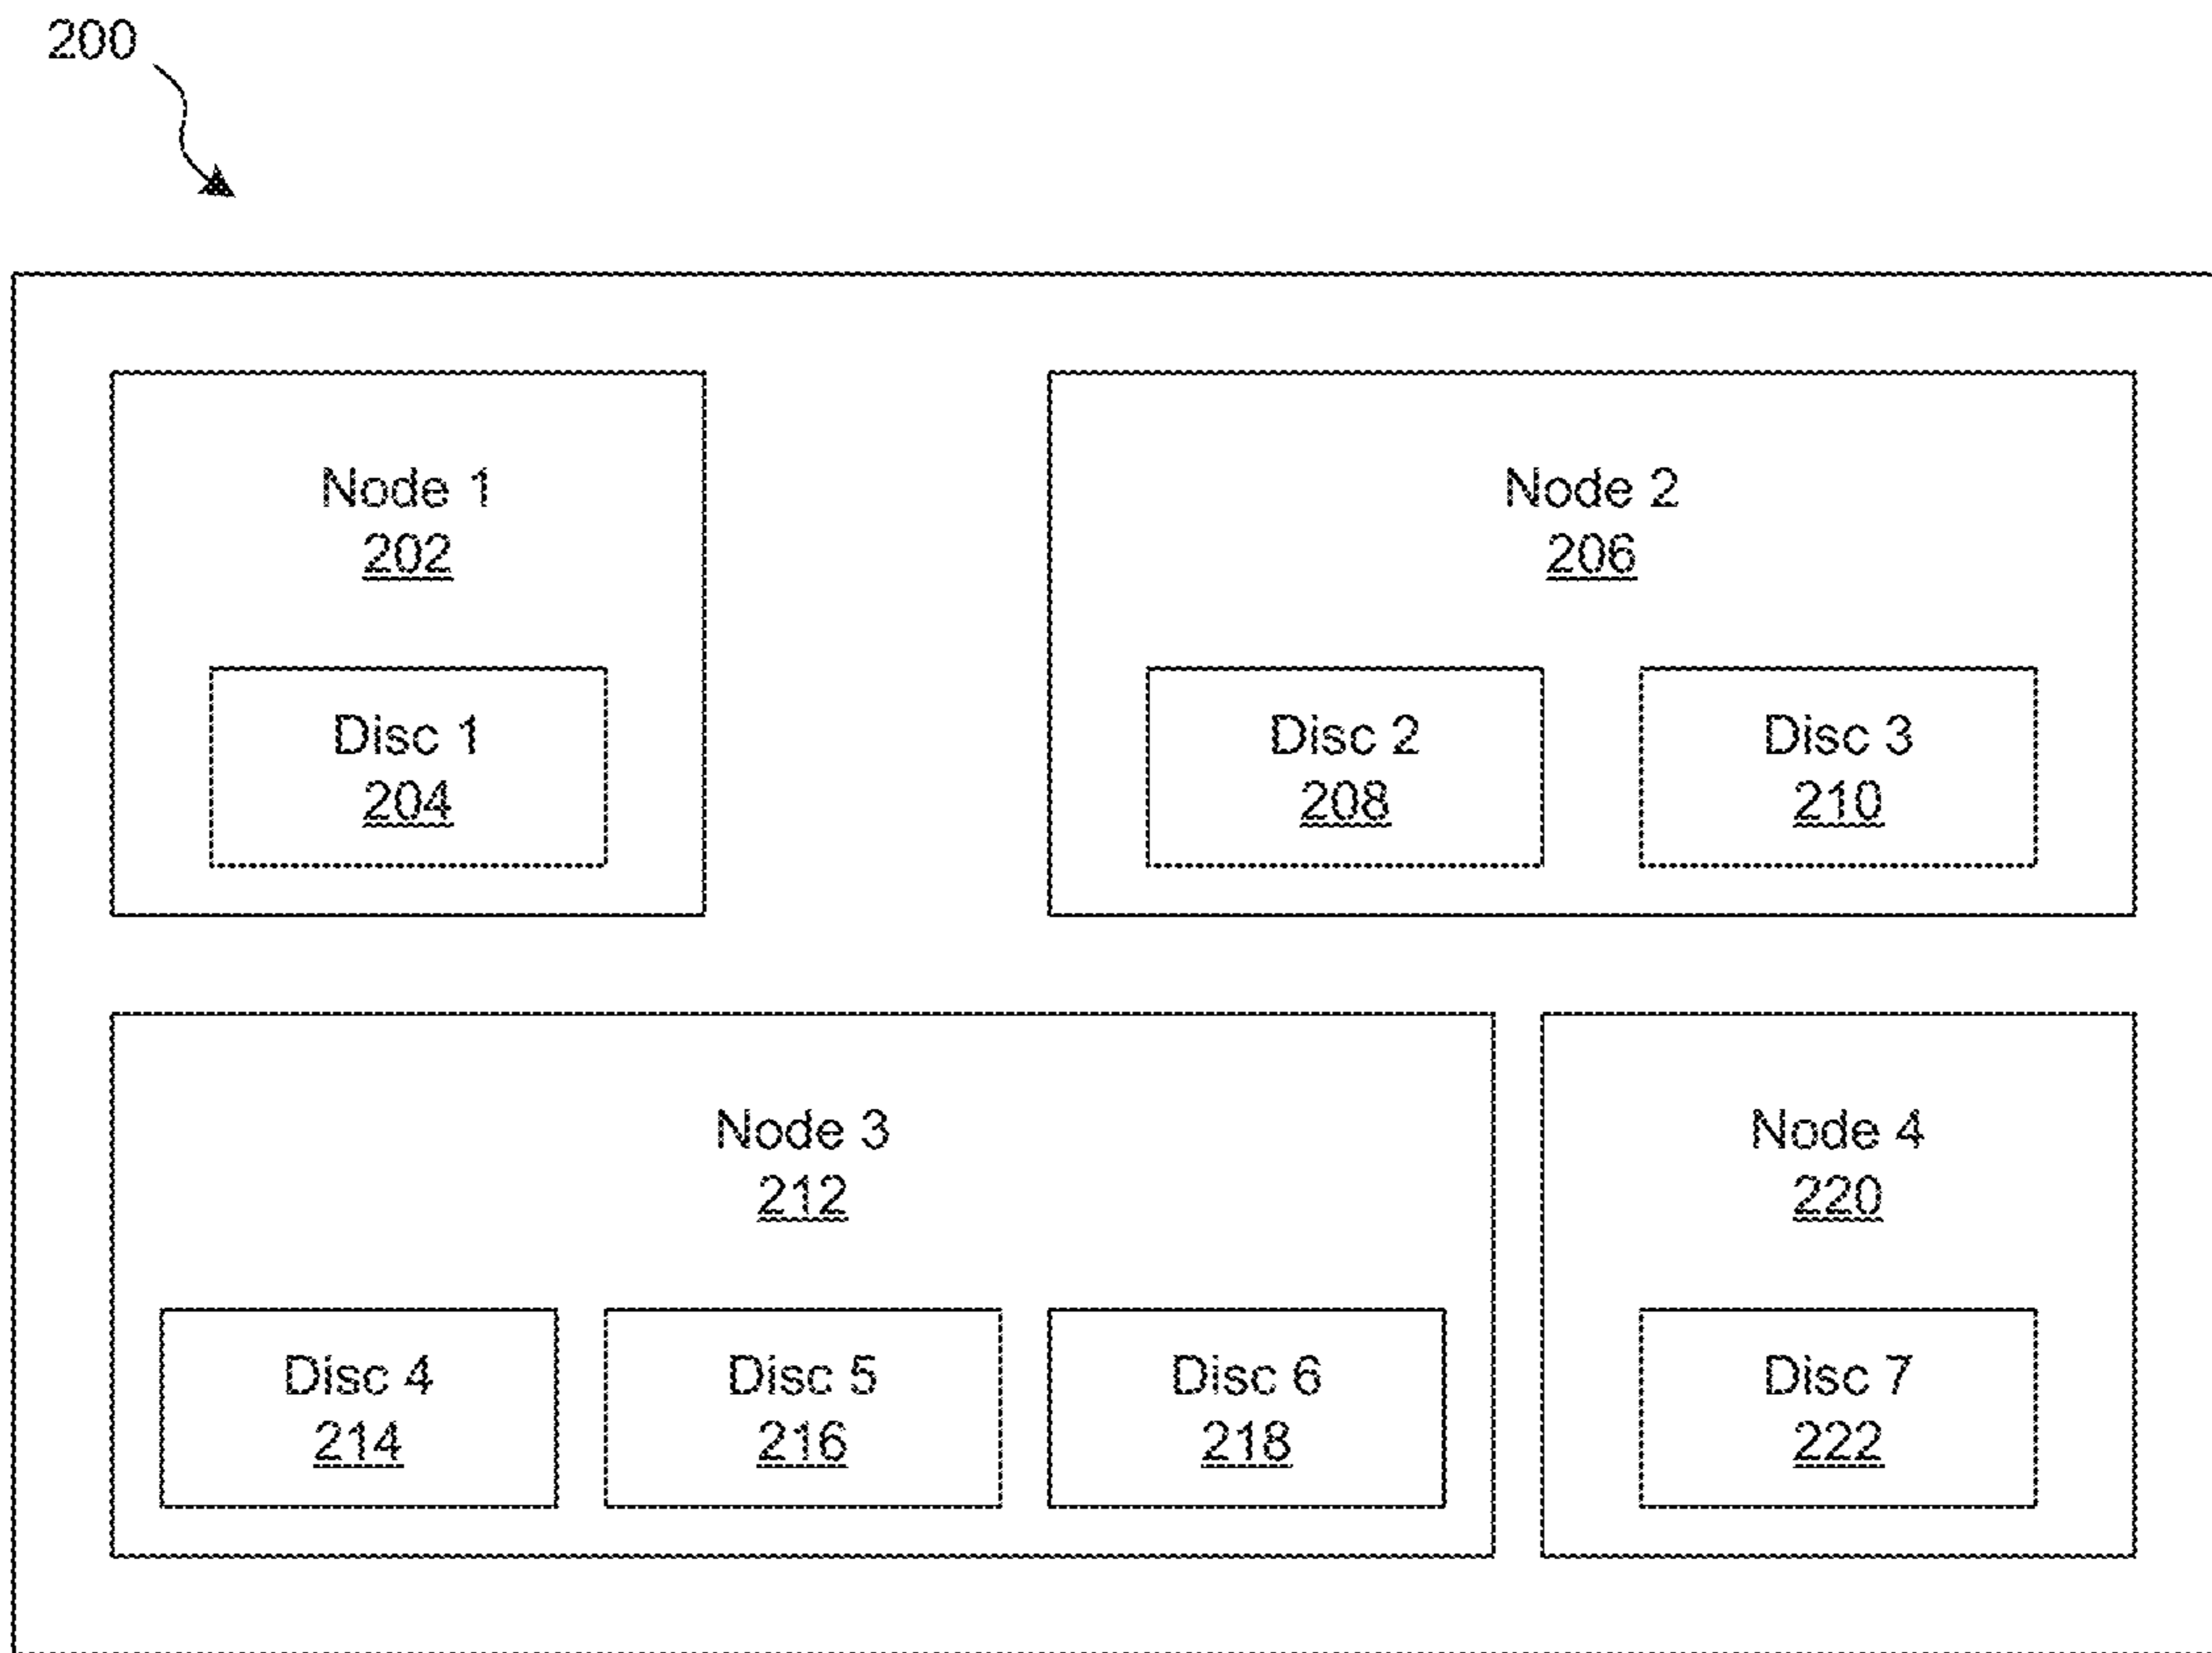 200
Node 1
202
Disc 1
204
Node 2
206
Disc 2
208
Disc 3
210
Node 3
212
Disc 4
214
Disc 5
216
Disc 6
218
Node 4
220
Disc 7
222